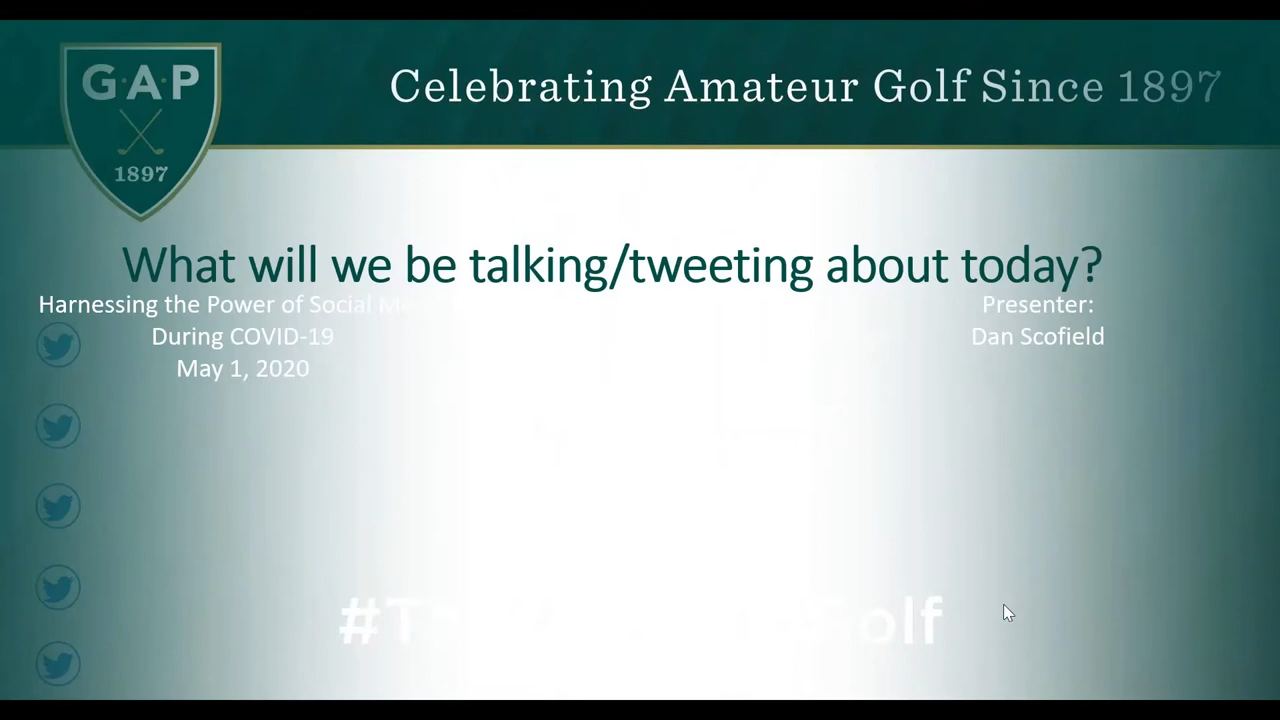 G·A·P
1897
Celebrating Amateur Golf Since 1897
What will we be talking/tweeting about today?
Harnessing the Power of Social
During COVID-19
May 1, 2020
Presenter:
Dan Scofield